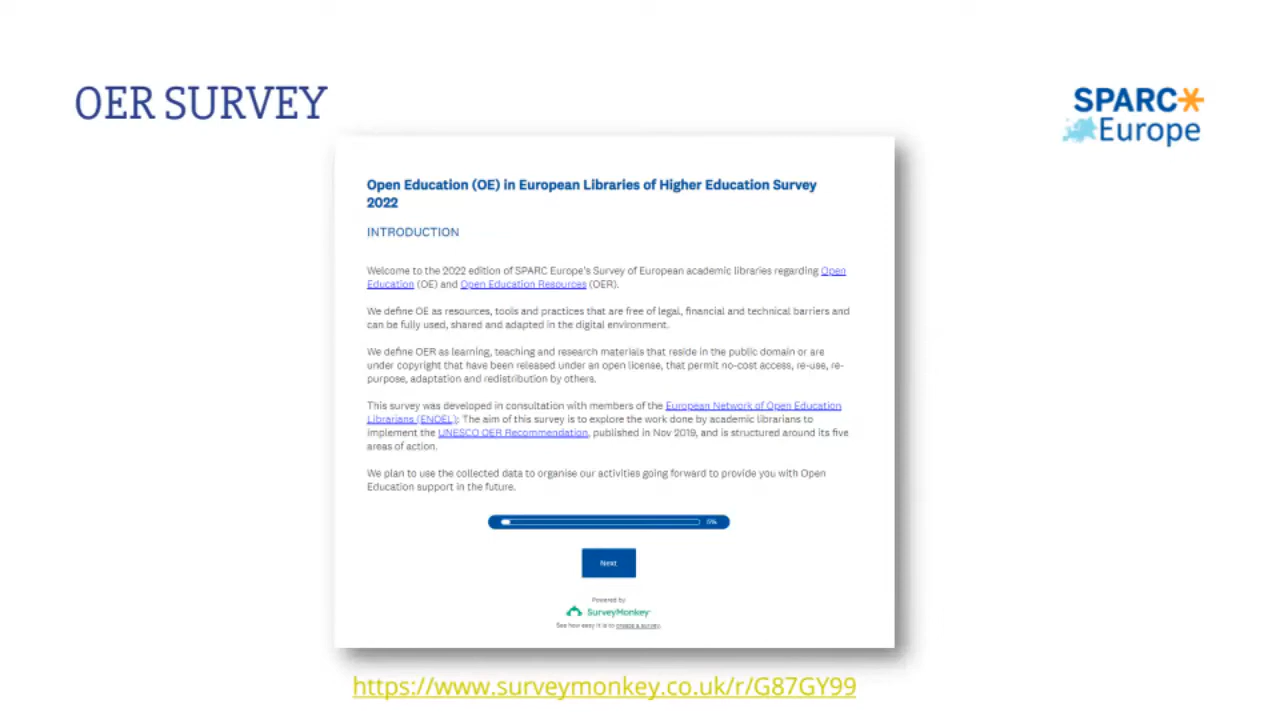 OER SURVEY
SPARC
Europe
Open Education (OE) in European Libraries of Higher Education Survey
2022
INTRODUCTION
Welcome to the 2022 edition of SPARC Europe's Survey of European academic libraries regarding Open
Education (OE) and Open Education Resources (OER).
We define OE as resources, tools and practices that are free of legal, financial and technical barriers and
can be fully used, shared and adapted in the digital environment.
We define OER as learning, teaching and research materials that reside in the public domain or are
under copyright that have been released under an open license, that permit no-cost access, re-use, re-
purpose, adaptation and redistribution by others.
This survey was developed in consultation with members of the European Network of Open Education
Librarians (ENOEL); The aim of this survey is to explore the work done by academic librarians to
implement the UNESCO OER Recommendation, published in Nov 2019, and is structured around its five
areas of action.
We plan to use the collected data to organise our activities going forward to provide you with Open
Education support in the future.
Next
Powered by
SurveyMonkey
See how easy it is to create a survey.
https://www.surveymonkey.co.uk/r/G87GY99